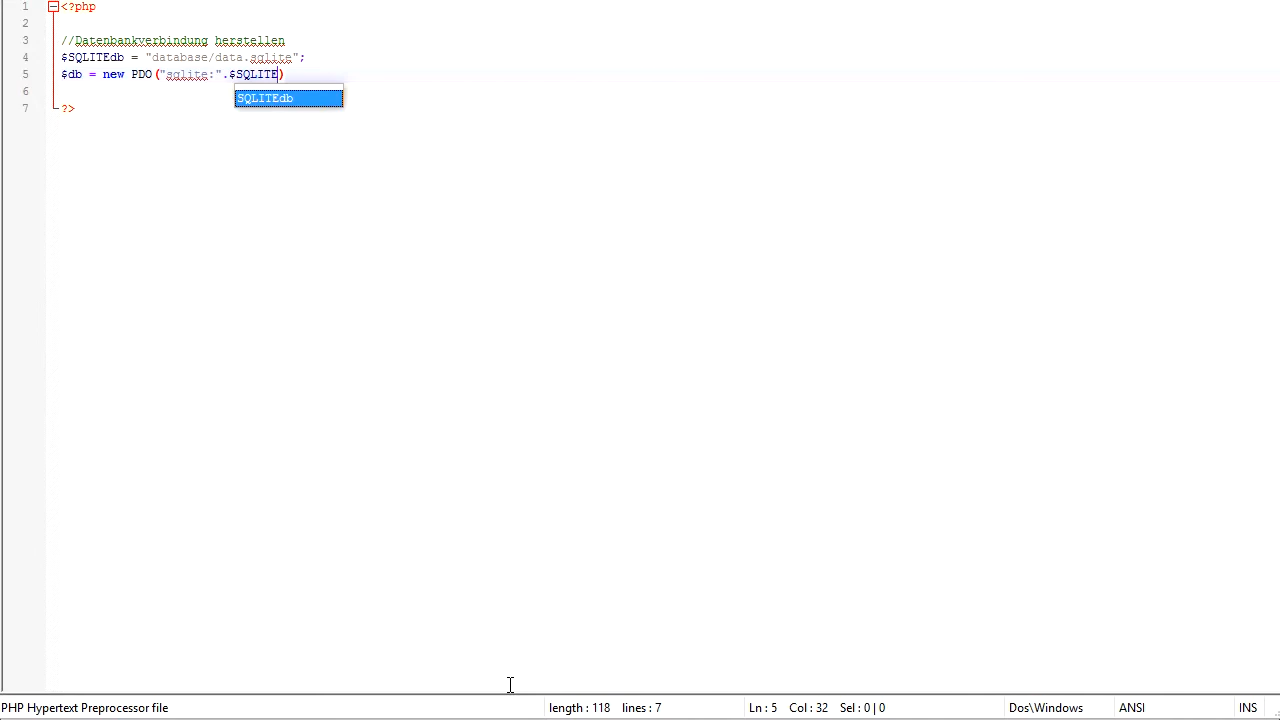 1 <?php
2
3 //Datenbankverbindung herstellen
4 $SQLITEdb = "database/data.sqlite";
5 $db = new PDO("sqlite:".$SQLITE)
6 SQLITEdb
7 ?>
PHP Hypertext Preprocessor file length : 118 lines : 7 Ln : 5 Col : 32 Sel : 0 | 0 Dos\Windows ANSI INS